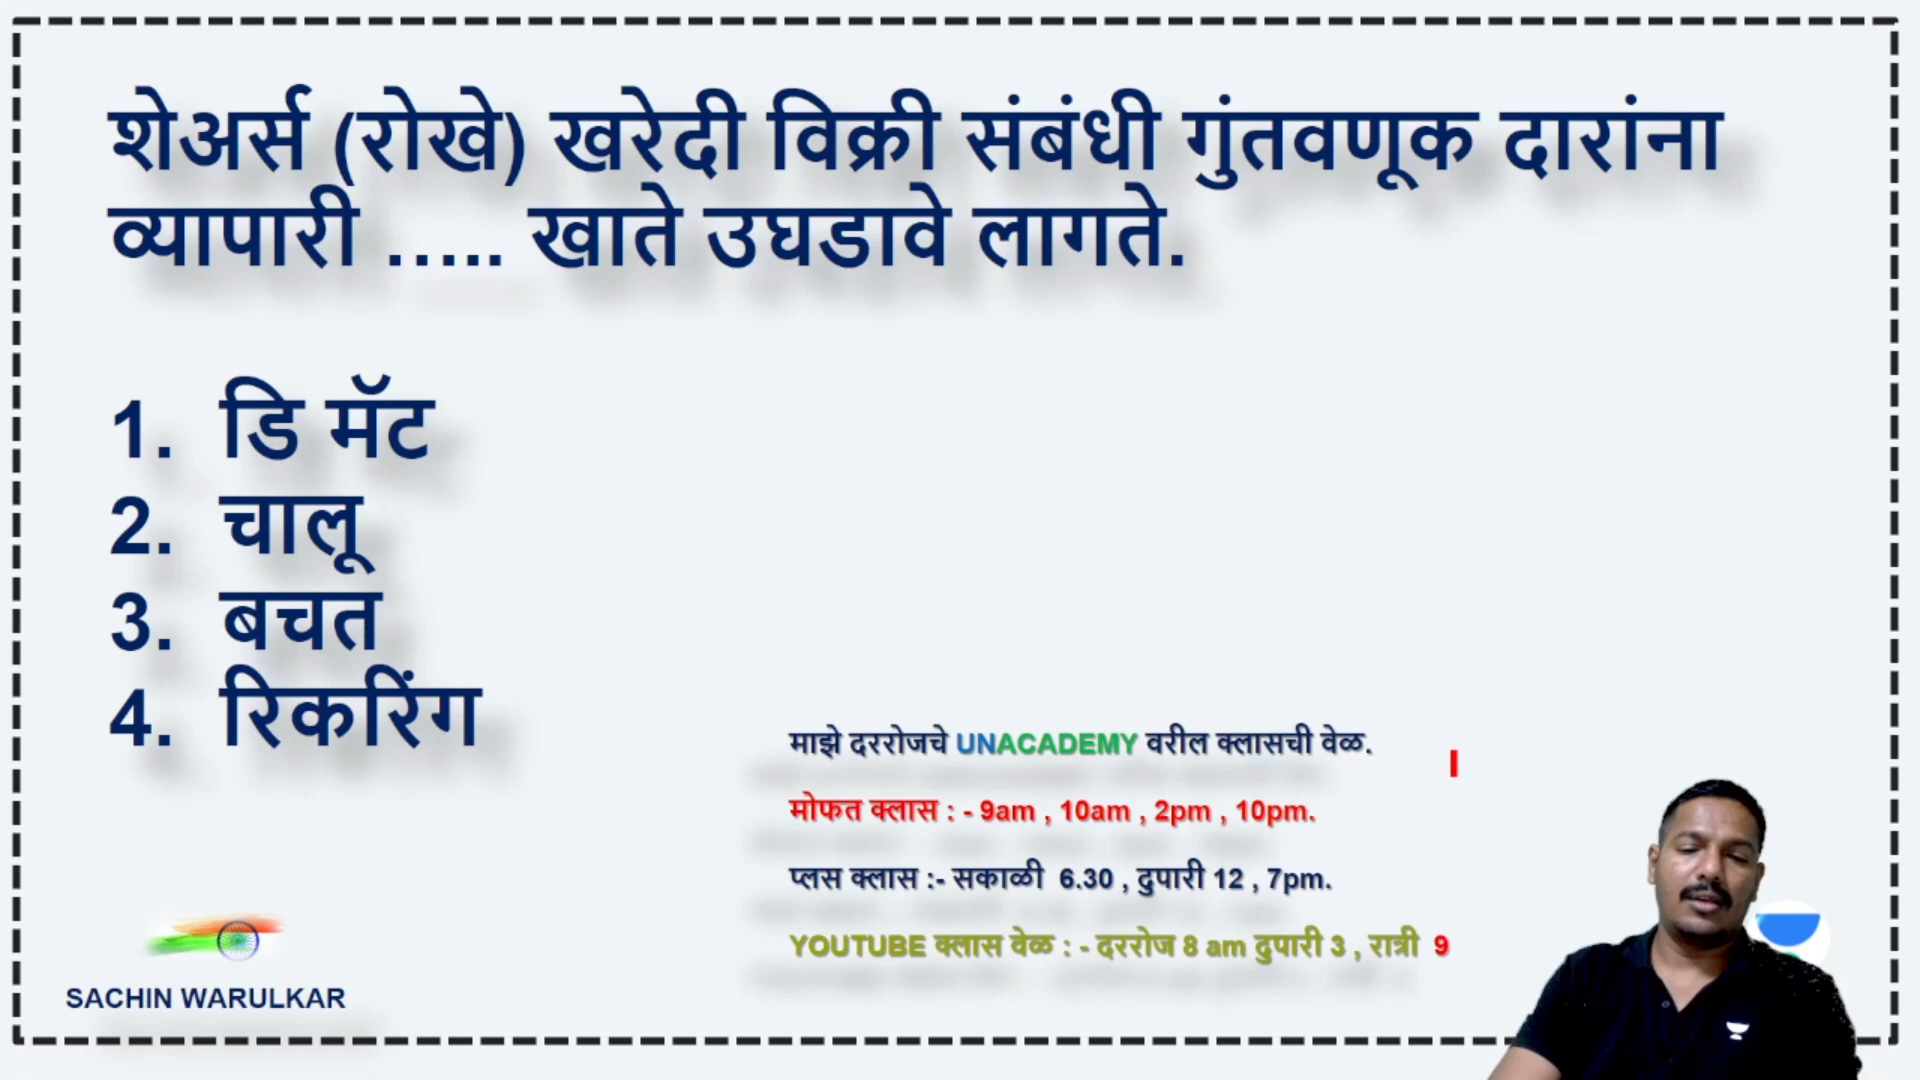 शेअर्स (रोखे) खरेदी विक्री संबंधी गुंतवणूक दारांना
व्यापारी ..... खाते उघडावे लागते.
1. डि मॅट
2. चालू
3. बचत
4. रिकरिंग
माझे दररोजचे UNACADEMY वरील क्लासची वेळ.
मोफत क्लास : - 9am , 10am , 2pm , 10pm.
प्लस क्लास :- सकाळी 6.30 , दुपारी 12 , 7pm.
YOUTUBE क्लास वेळ : - दररोज 8 am दुपारी 3 , रात्री 9
SACHIN WARULKAR